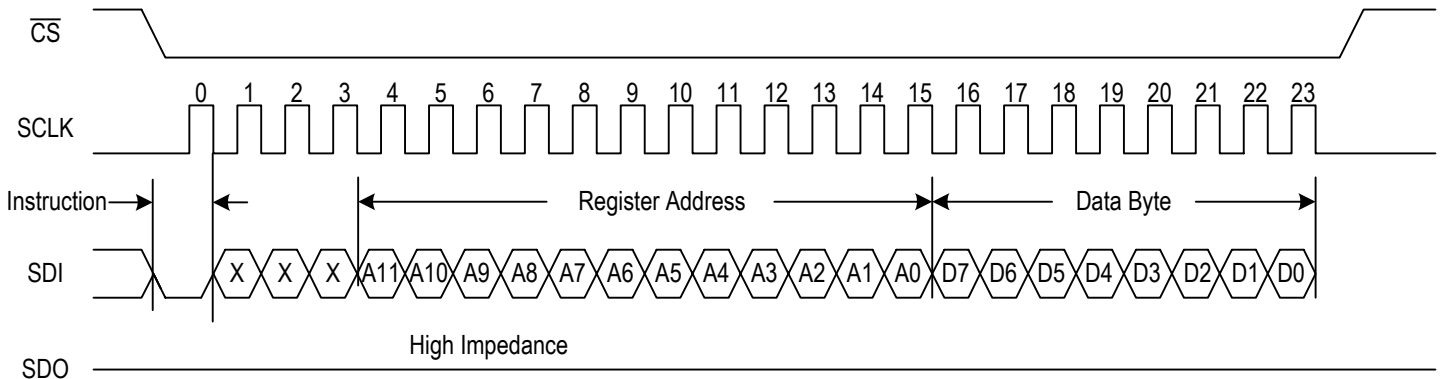 CS
0 1 2 3 4 5 6 7 8 9 10 11 12 13 14 15 16 17 18 19 20 21 22 23
SCLK
Instruction Register Address Data Byte
SDI X X X A11 A10 A9 A8 A7 A6 A5 A4 A3 A2 A1 A0 D7 D6 D5 D4 D3 D2 D1 D0
High Impedance
SDO